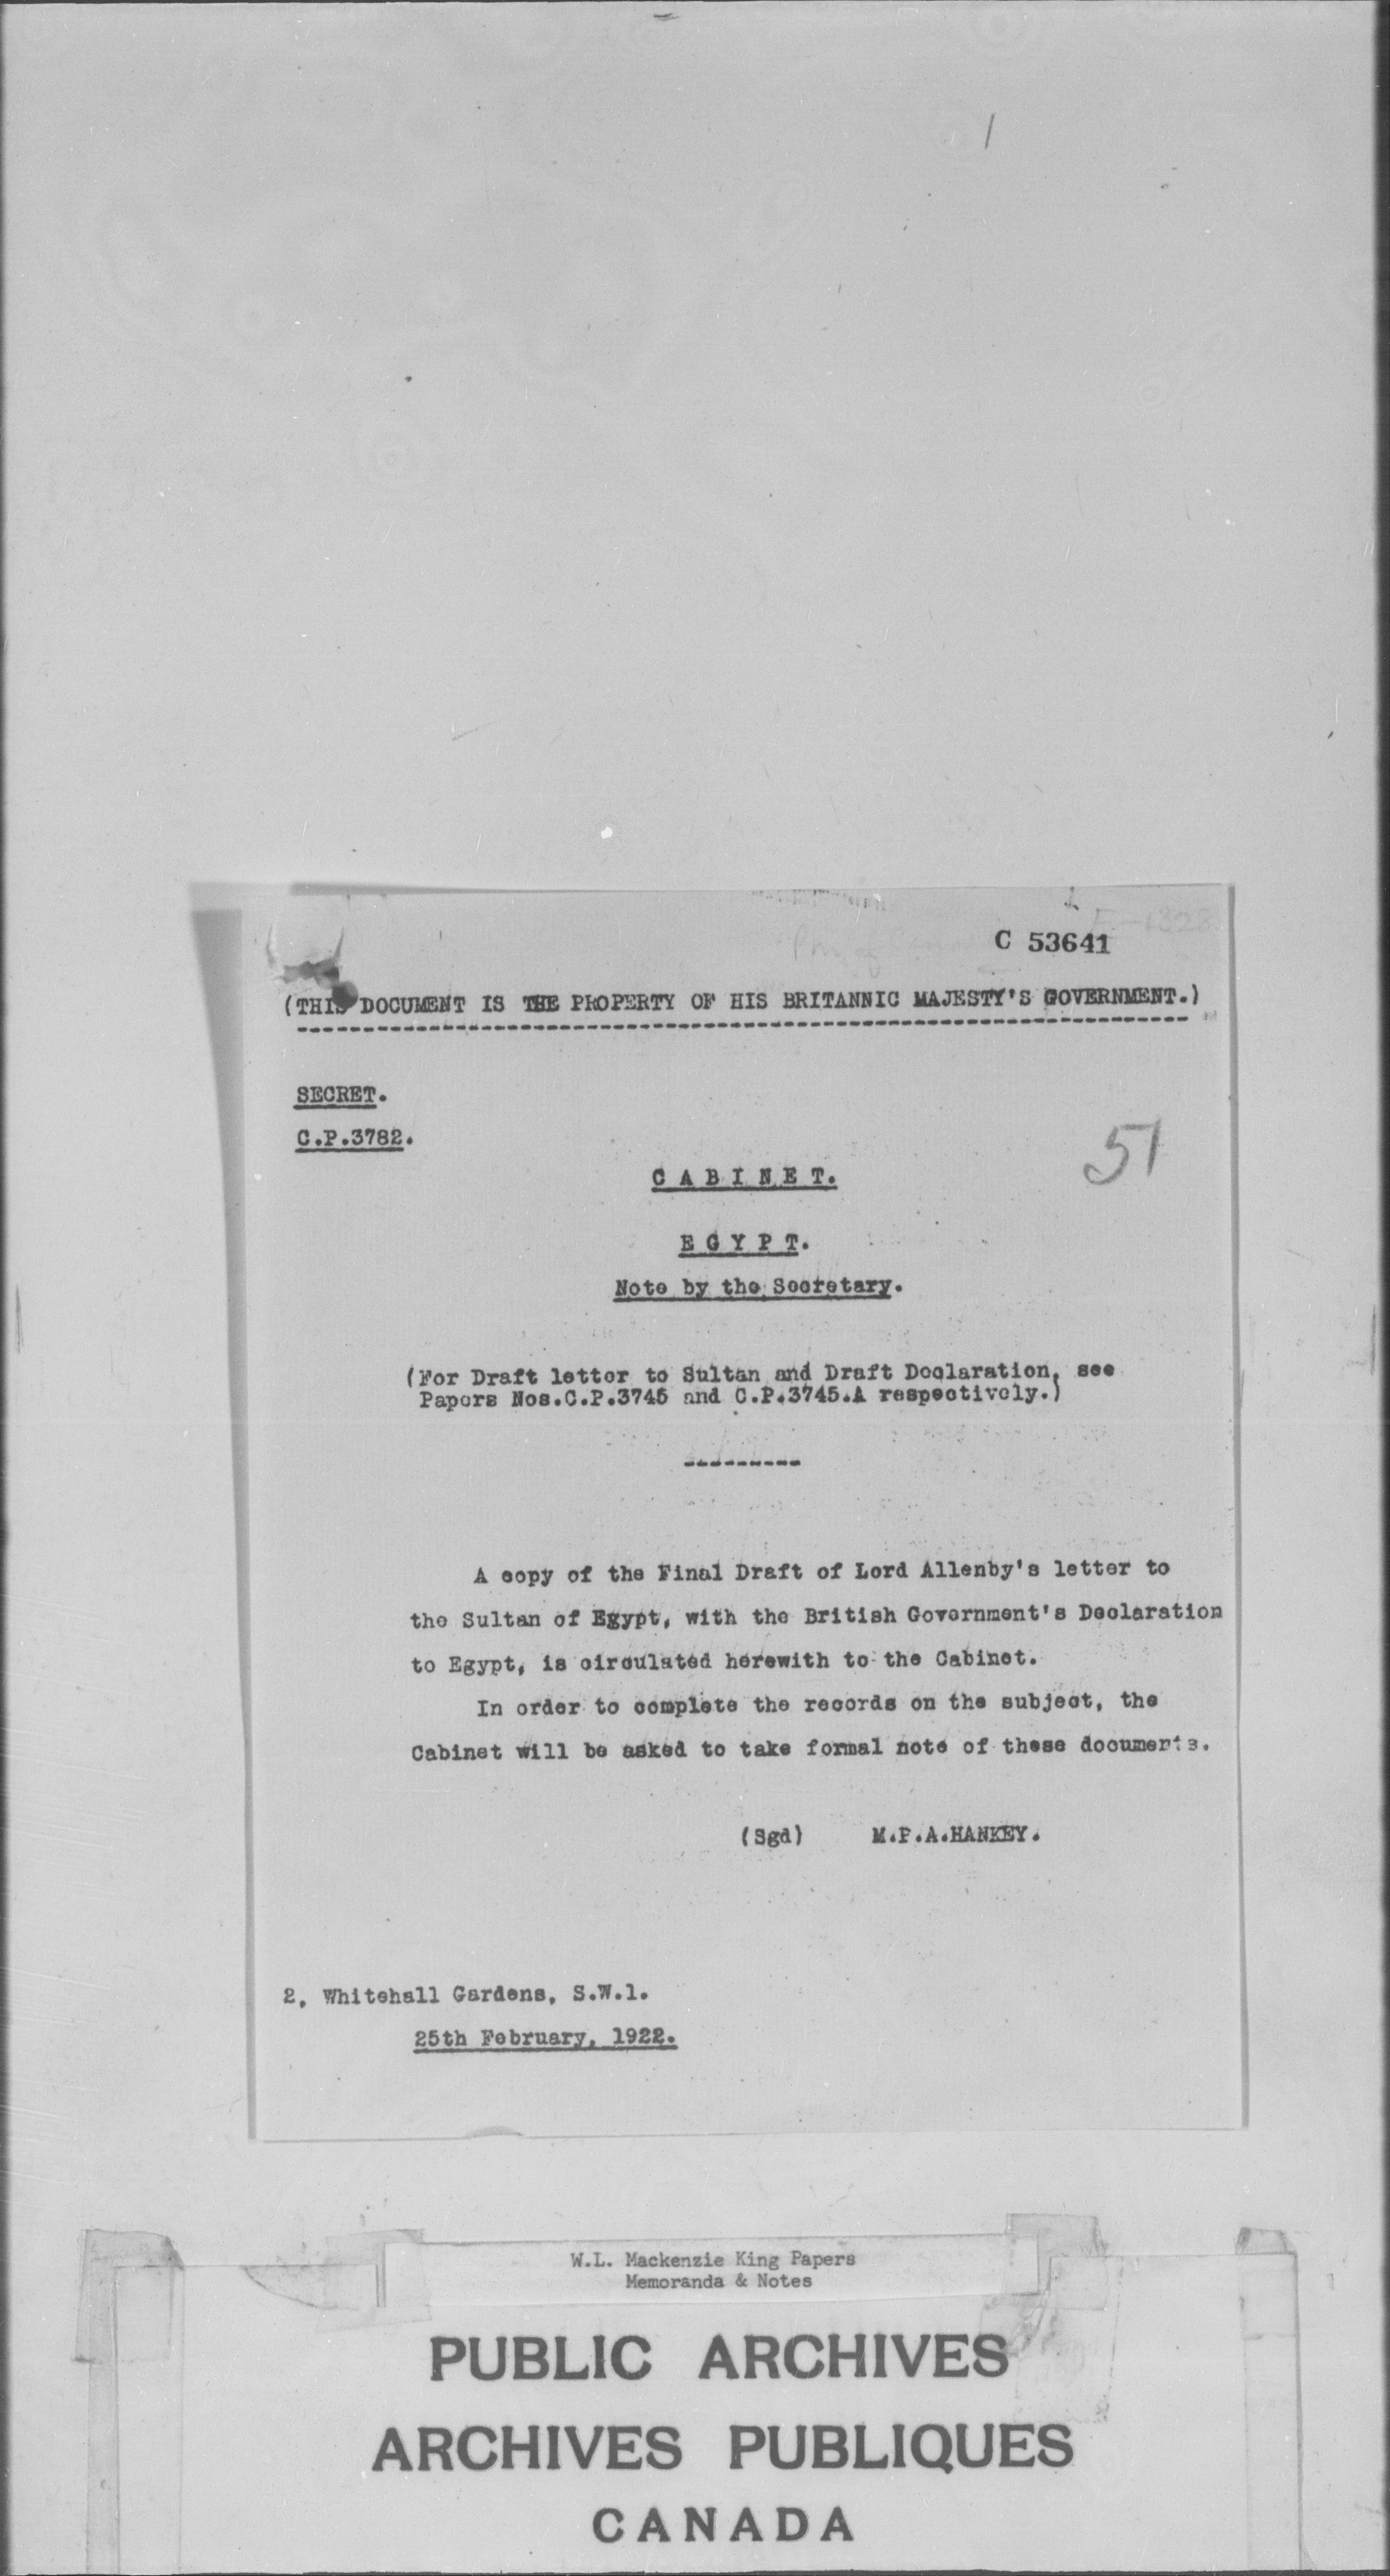 C 53641
(THIS DOCUMENT IS THE PROPERTY OF HIS BRITANNIC MAJESTY'S GOVERNMENT.)
SECRET.
C.P.3782.
51
CABINET.
EGYPT.
Note by the Secretary.
(For Draft letter to Sultan and Draft Declaration, see
Papers Nos.C.P.3745 and C.P.3745.A respectively.)
----------
A copy of the Final Draft of Lord Allenby's letter to
the Sultan of Egypt, with the British Government's Declaration
to Egypt, is circulated herewith to the Cabinet.
In order to complete the records on the subject, the
Cabinet will be asked to take formal note of these documents.
(Sgd) M.P.A.HANKEY.
2, Whitehall Gardens, S.W.1.
25th February, 1922.
W.L. Mackenzie King Papers
Memoranda & Notes
PUBLIC ARCHIVES
ARCHIVES PUBLIQUES
CANADA